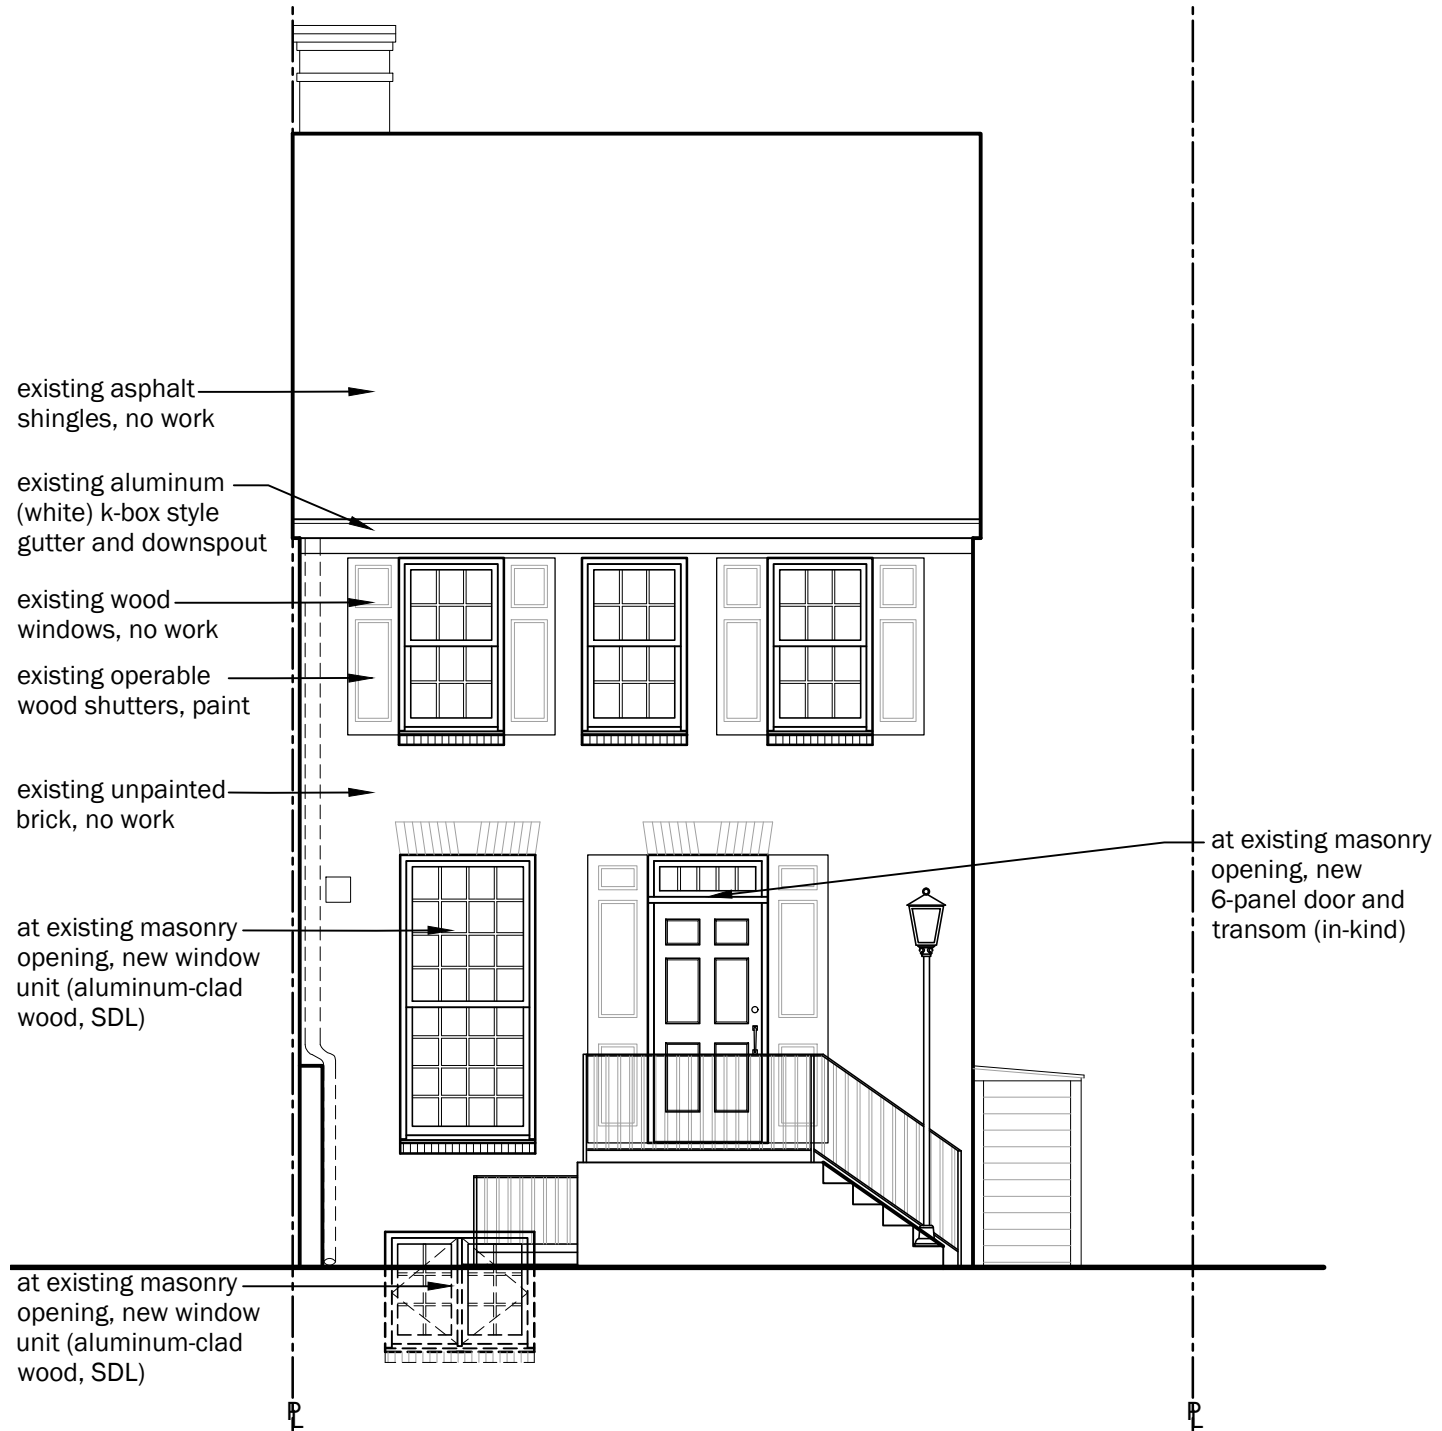 existing asphalt
shingles, no work
existing aluminum
(white) k-box style
gutter and downspout
existing wood
windows, no work
existing operable
wood shutters, paint
existing unpainted
brick, no work
at existing masonry
opening, new window
unit (aluminum-clad
wood, SDL)
at existing masonry
opening, new
6-panel door and
transom (in-kind)
at existing masonry
opening, new window
unit (aluminum-clad
wood, SDL)
PL
PL